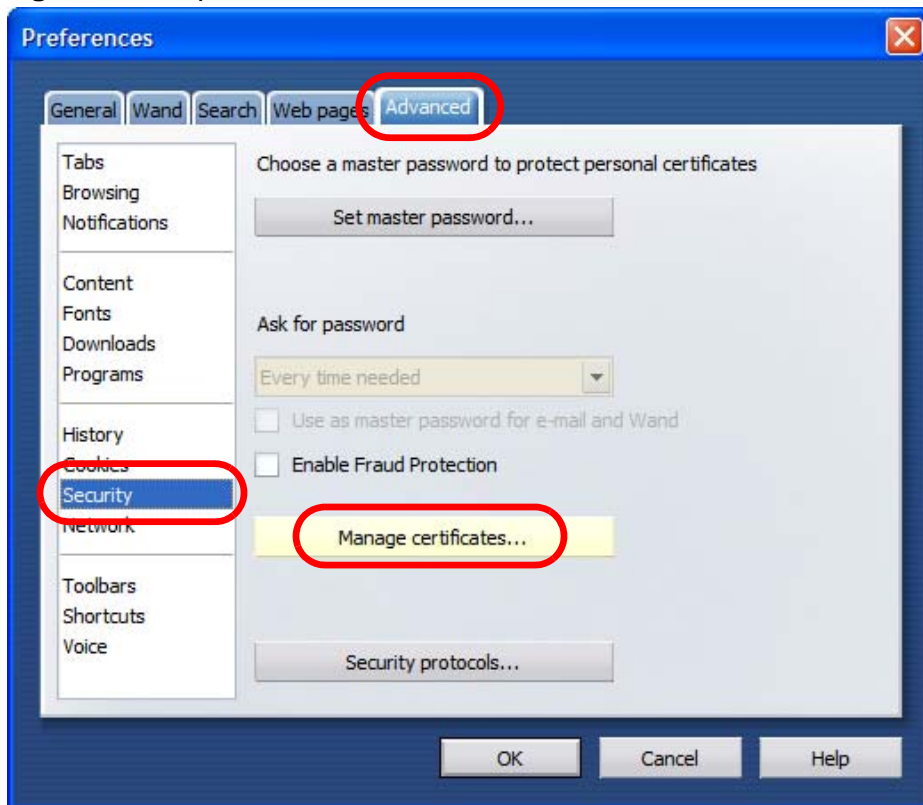 Preferences
General Wand Search Web pages Advanced
Tabs
Browsing
Notifications
Content
Fonts
Downloads
Programs
History
Cookies
Security
Network
Toolbars
Shortcuts
Voice
Choose a master password to protect personal certificates
Set master password...
Ask for password
Every time needed
Use as master password for e-mail and Wand
Enable Fraud Protection
Manage certificates...
Security protocols...
OK Cancel Help